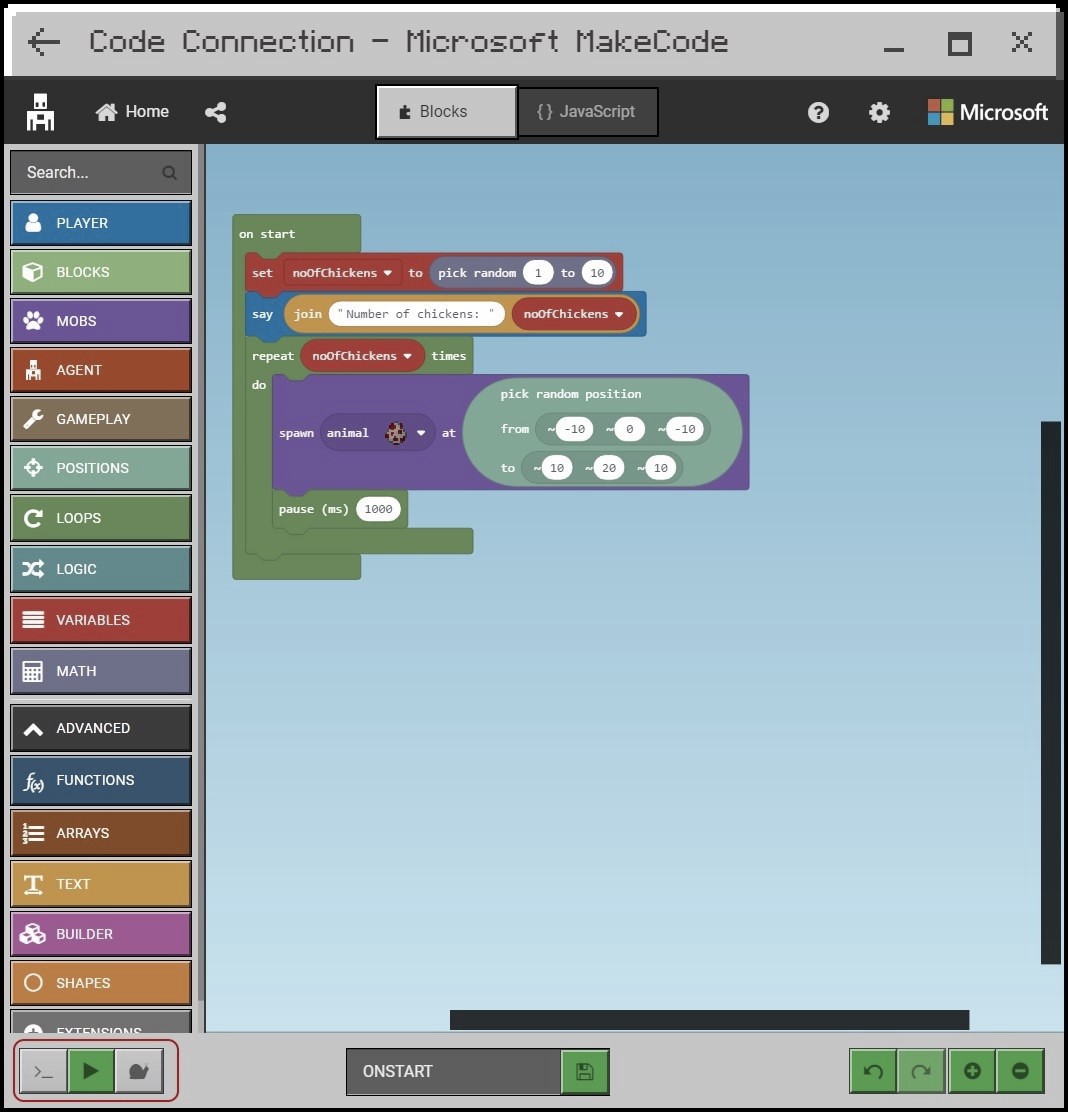 Code Connection - Microsoft MakeCode
Home
Blocks
{ } JavaScript
Microsoft
Search...
PLAYER
BLOCKS
MOBS
AGENT
GAMEPLAY
POSITIONS
LOOPS
LOGIC
VARIABLES
MATH
ADVANCED
FUNCTIONS
ARRAYS
TEXT
BUILDER
SHAPES
EXTENSIONS
on start
set noOfChickens to pick random 1 to 10
say join "Number of chickens: " noOfChickens
repeat noOfChickens times
do
spawn animal at
pick random position
from ~-10 ~0 ~-10
to ~10 ~20 ~10
pause (ms) 1000
>_
ONSTART